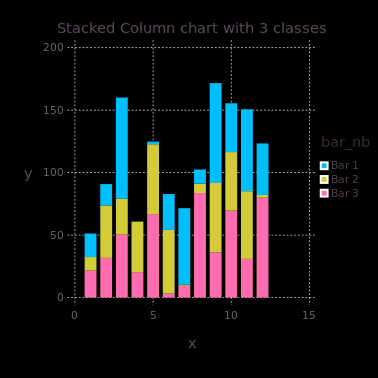 Stacked Column chart with 3 classes
200
150
100
50
0
y
0 5 10 15
x
bar_nb
Bar 1
Bar 2
Bar 3